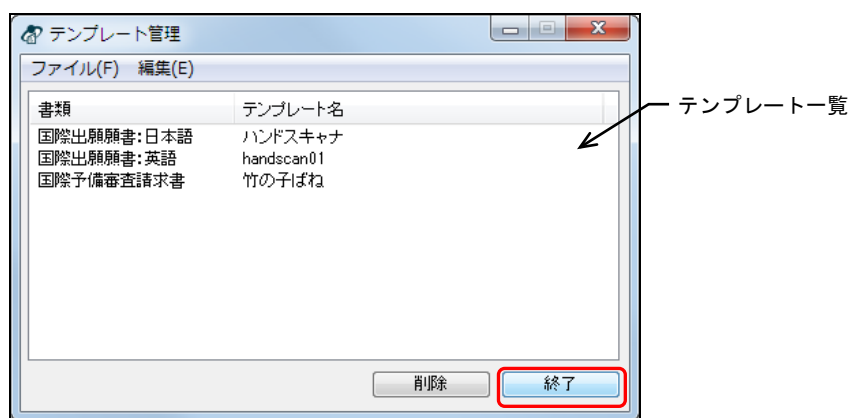 テンプレート管理
ファイル(F) 編集(E)
書類 テンプレート名
国際出願願書:日本語 ハンドスキャナ
国際出願願書:英語 handscan01
国際予備審査請求書 竹の子ばね
テンプレート一覧
削除 終了